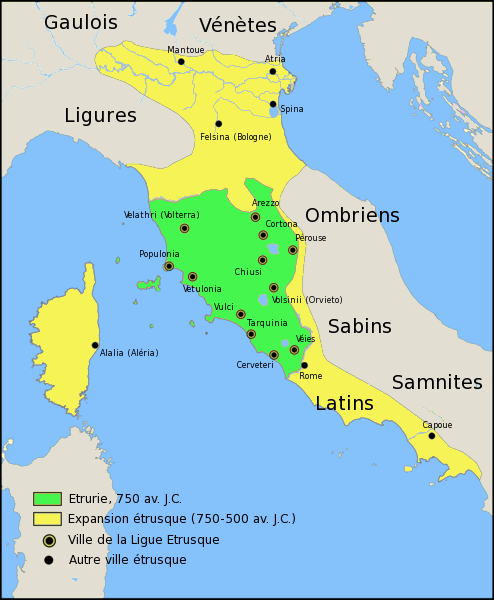 Gaulois
Vénètes
Mantoue
Atria
Ligures
Spina
Felsina (Bologne)
Arezzo
Velathri (Volterra)
Ombriens
Cortona
Pérouse
Populonia
Chiusi
Vetulonia
Volsinii (Orvieto)
Vulci
Tarquinia
Sabins
Véies
Alalia (Aléria)
Cerveteri
Rome
Samnites
Latins
Capoue
Etrurie, 750 av. J.C.
Expansion étrusque (750-500 av. J.C.)
Ville de la Ligue Etrusque
Autre ville étrusque